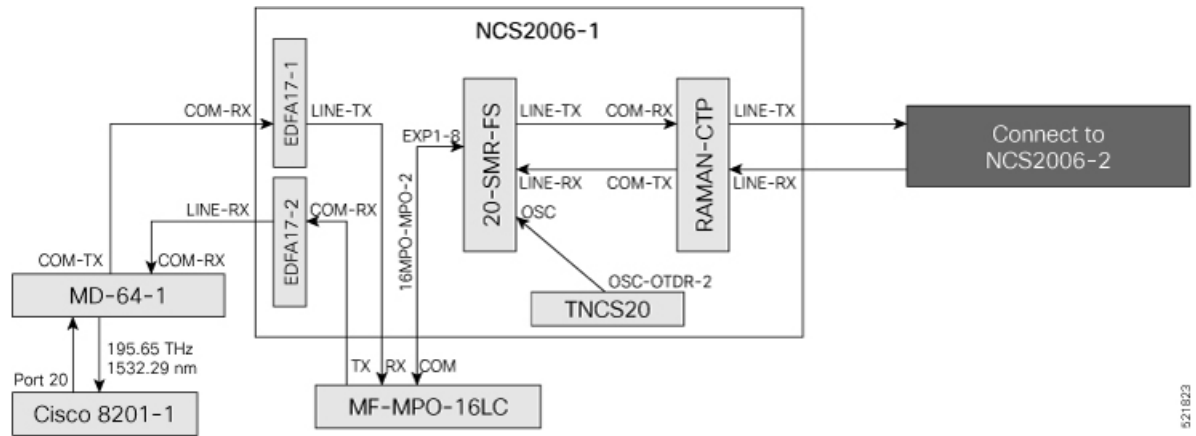 NCS2006-1
EDFA17-1
COM-RX
LINE-TX
EXP1-8
20-SMR-FS
LINE-TX
COM-RX
RAMAN-CTP
LINE-TX
Connect to
NCS2006-2
LINE-RX
COM-TX
LINE-RX
16MPO-MPO-2
LINE-RX
EDFA17-2
COM-RX
OSC
COM-TX
COM-RX
OSC-OTDR-2
MD-64-1
TNCS20
195.65 THz
1532.29 nm
Port 20
TX
RX
COM
Cisco 8201-1
MF-MPO-16LC
521823